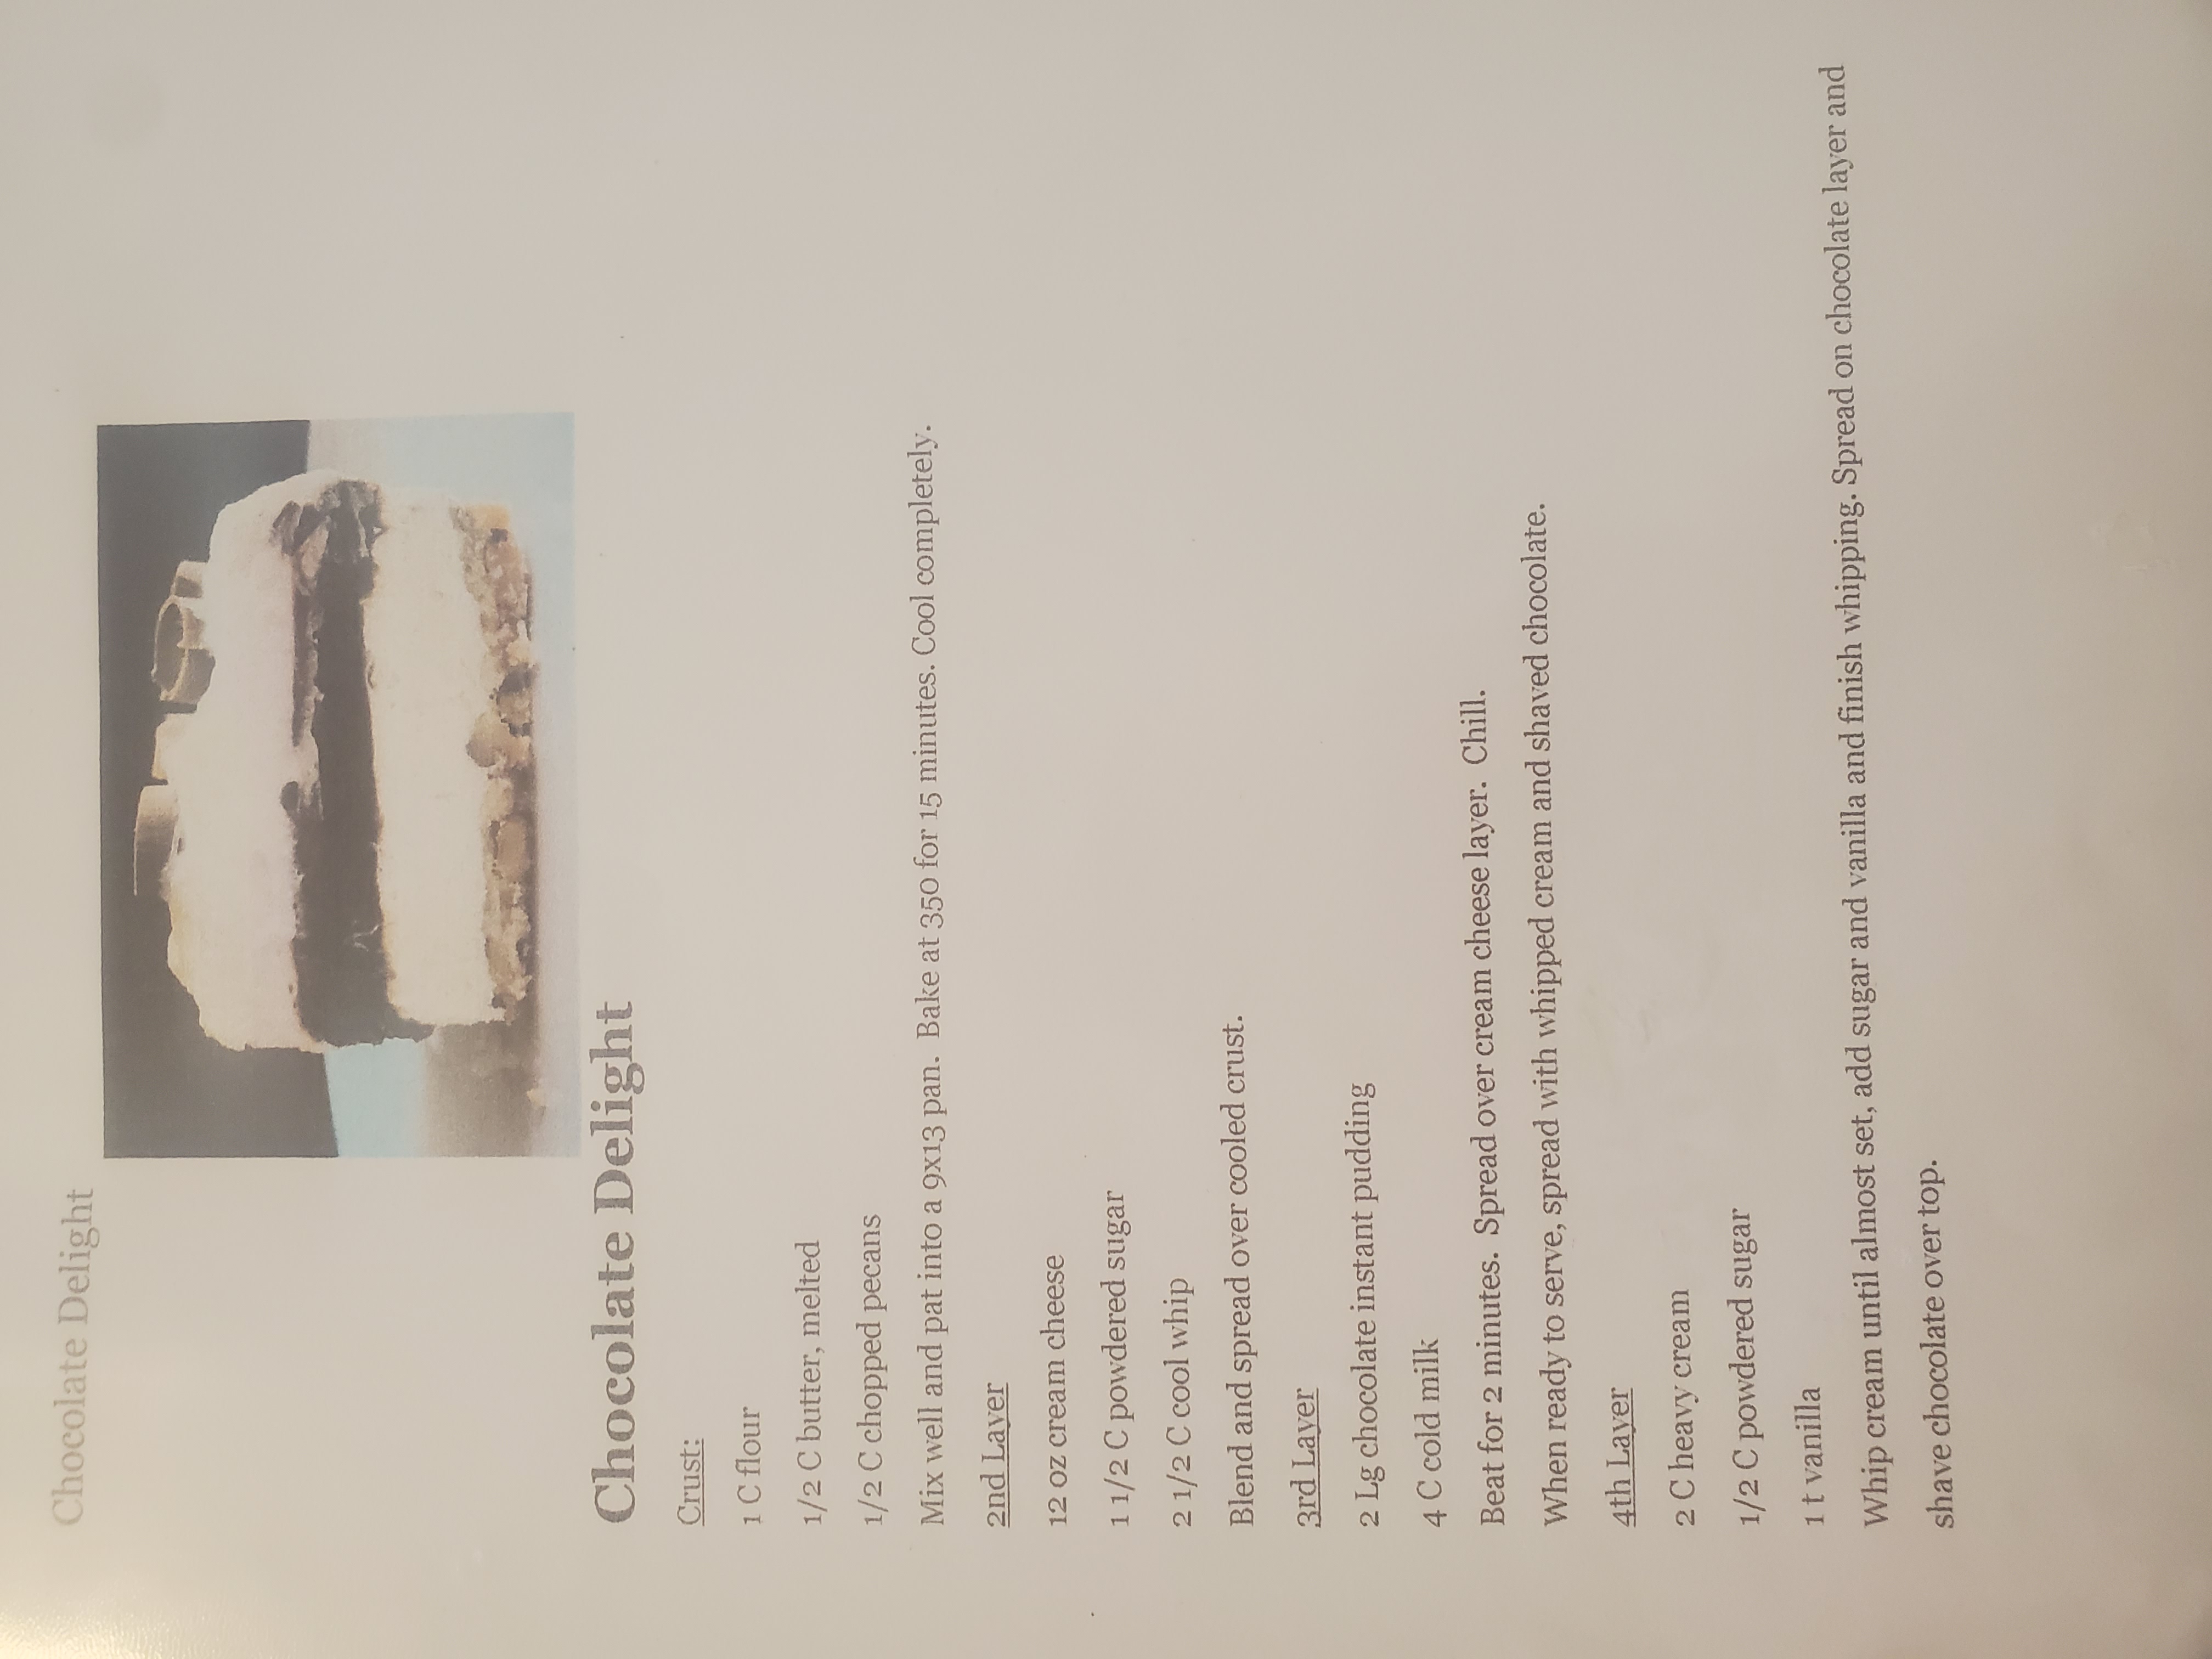 Chocolate Delight
Chocolate Delight
Crust:
1 C flour
1/2 C butter, melted
1/2 C chopped pecans
Mix well and pat into a 9x13 pan.  Bake at 350 for 15 minutes. Cool completely.
2nd Layer
12 oz cream cheese
1 1/2 C powdered sugar
2 1/2 C cool whip
Blend and spread over cooled crust.
3rd Layer
2 Lg chocolate instant pudding
4 C cold milk
Beat for 2 minutes.  Spread over cream cheese layer.  Chill.
When ready to serve, spread with whipped cream and shaved chocolate.
4th Layer
2 C heavy cream
1/2 C powdered sugar
1 t vanilla
Whip cream until almost set, add sugar and vanilla and finish whipping. Spread on chocolate layer and
shave chocolate over top.